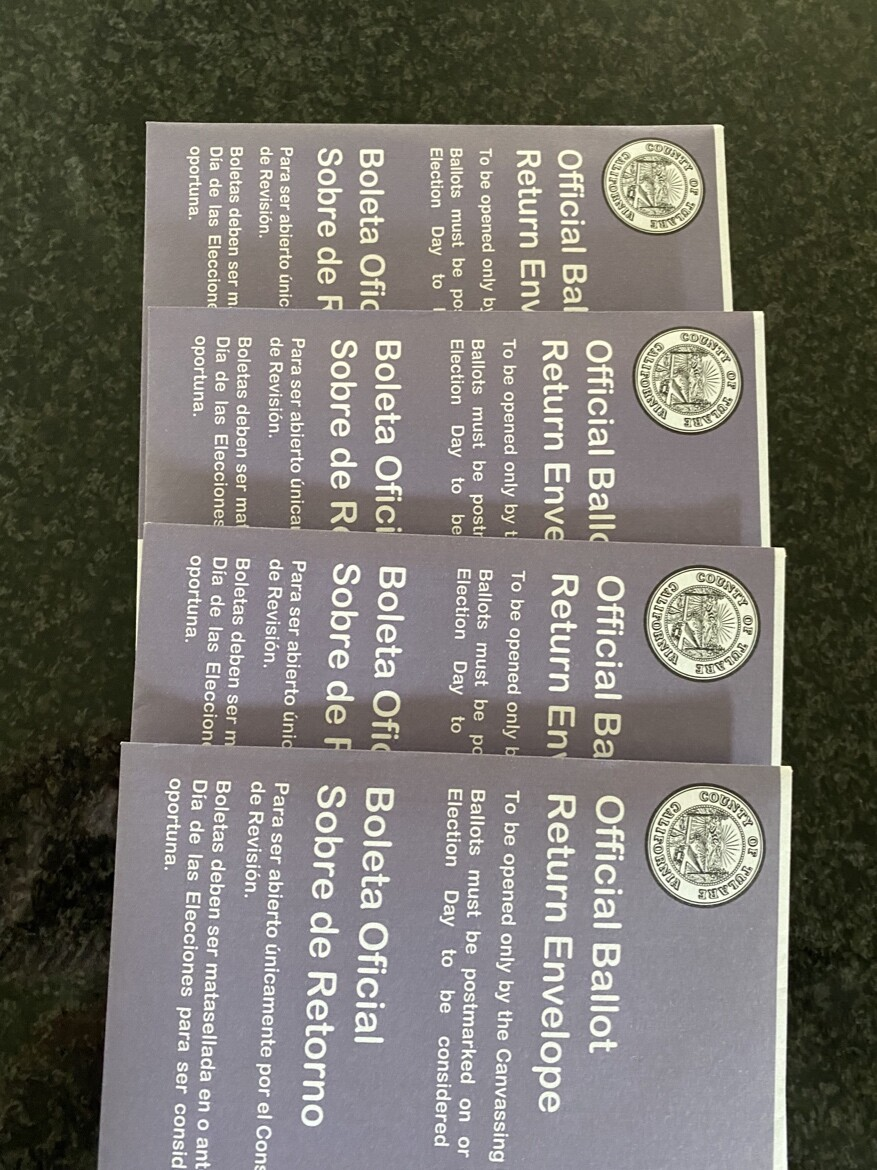 COUNTY OF TULARE
CALIFORNIA
Official Bal
Return Env
To be opened only by
Ballots must be pos
Election Day to
Boleta Ofic
Sobre de R
Para ser abierto únic
de Revisión.
Boletas deben ser m
Día de las Eleccione
oportuna.
COUNTY OF TULARE
CALIFORNIA
Official Ballo
Return Enve
To be opened only by t
Ballots must be postr
Election Day to be
Boleta Ofici
Sobre de Re
Para ser abierto única
de Revisión.
Boletas deben ser mat
Día de las Elecciones
oportuna.
COUNTY OF TULARE
CALIFORNIA
Official Ba
Return En
To be opened only b
Ballots must be po
Election Day to
Boleta Ofic
Sobre de R
Para ser abierto únic
de Revisión.
Boletas deben ser m
Día de las Eleccion
oportuna.
COUNTY OF TULARE
CALIFORNIA
Official Ballot
Return Envelope
To be opened only by the Canvassing
Ballots must be postmarked on or
Election Day to be considered
Boleta Oficial
Sobre de Retorno
Para ser abierto únicamente por el Cons
de Revisión.
Boletas deben ser matasellada en o ant
Día de las Elecciones para ser consid
oportuna.